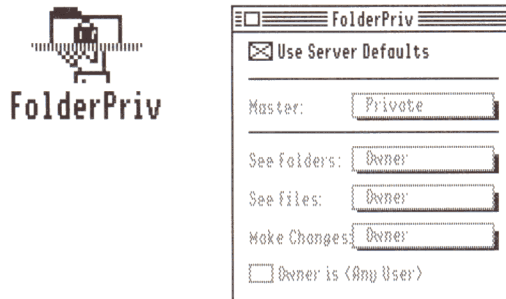 FolderPriv
FolderPriv
Use Server Defaults
Master: Private
See Folders: Owner
See Files: Owner
Make Changes: Owner
Owner is <Any User>